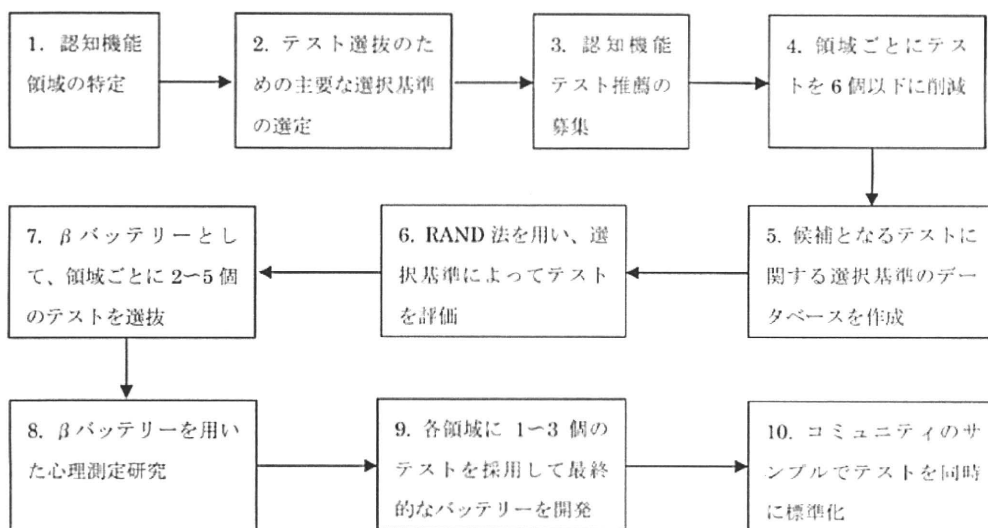 1. 認知機能
領域の特定
2. テスト選抜のた
めの主要な選択基準
の選定
3. 認知機能
テスト推薦の
募集
4. 領域ごとにテス
トを 6 個以下に削減
5. 候補となるテストに
関する選択基準のデー
タベースを作成
6. RAND 法を用い、選
択基準によってテスト
を評価
7. βバッテリーとし
て、領域ごとに 2〜5 個
のテストを選抜
8. βバッテリーを用い
た心理測定研究
9. 各領域に 1〜3 個の
テストを採用して最終
的なバッテリーを開発
10. コミュニティのサ
ンプルでテストを同時
に標準化